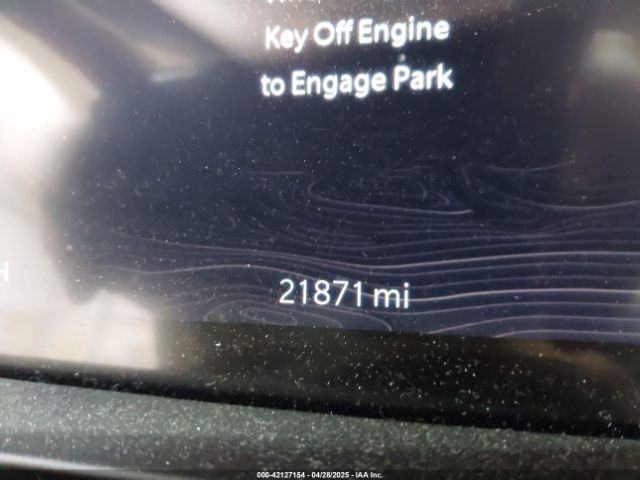 Key Off Engine
to Engage Park
H
21871 mi
000-42127154 - 04/28/2025 - IAA Inc.